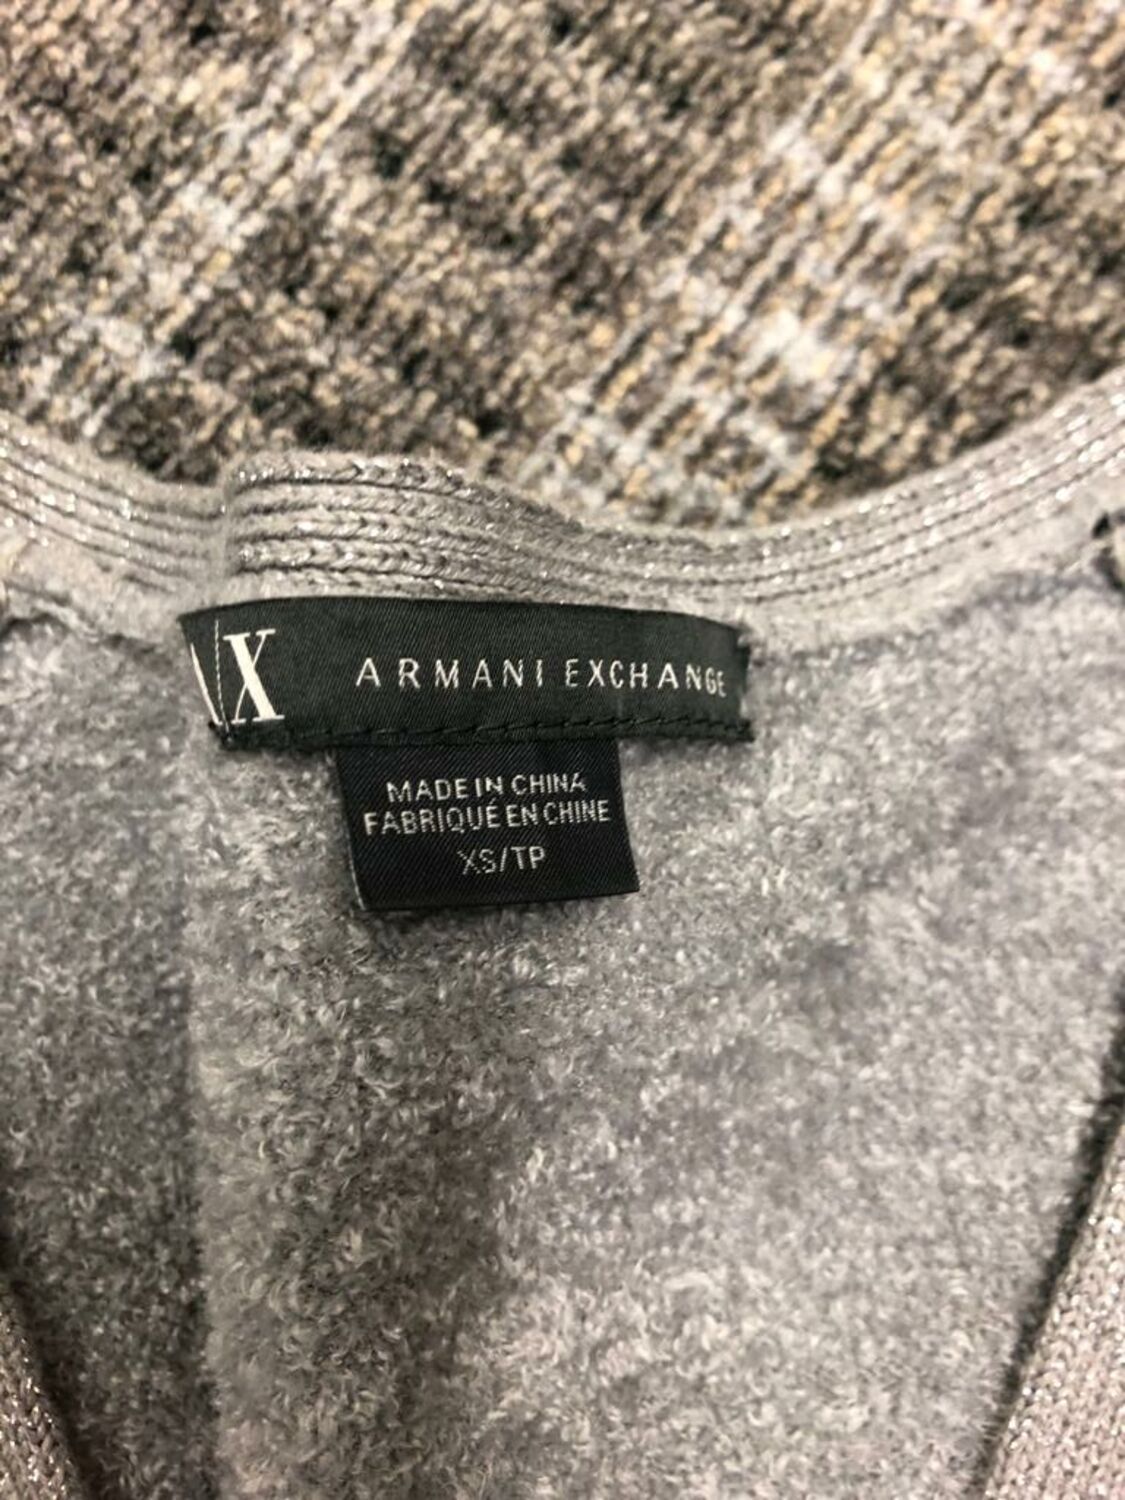 A|X ARMANI EXCHANGE
MADE IN CHINA
FABRIQUÉ EN CHINE
XS/TP